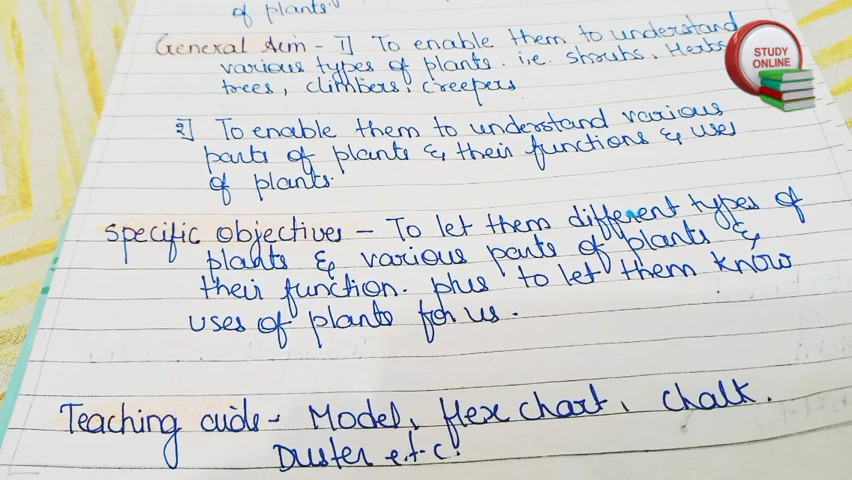 of plants.
General Aim - 1] To enable them to understand
various types of plants. i.e. shrubs, Herbs
trees, climbers, creepers
2] To enable them to understand various
parts of plants & their functions & uses
of plants.
Specific objectives - To let them different types of
plants & various parts of plants &
their function. plus to let them know
uses of plants for us.
Teaching aids - Model, flex chart, chalk.
Duster e.t.c.
STUDY
ONLINE